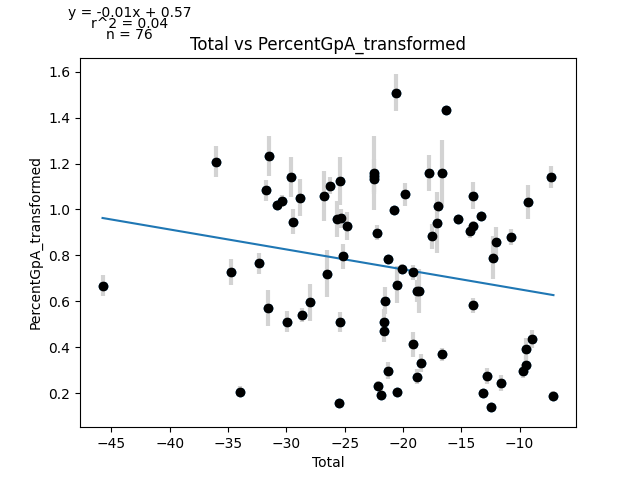 y = -0.01x + 0.57
r^2 = 0.04
n = 76
Total vs PercentGpA_transformed
PercentGpA_transformed
1.6
1.4
1.2
1.0
0.8
0.6
0.4
0.2
−45
−40
−35
−30
−25
−20
−15
−10
Total